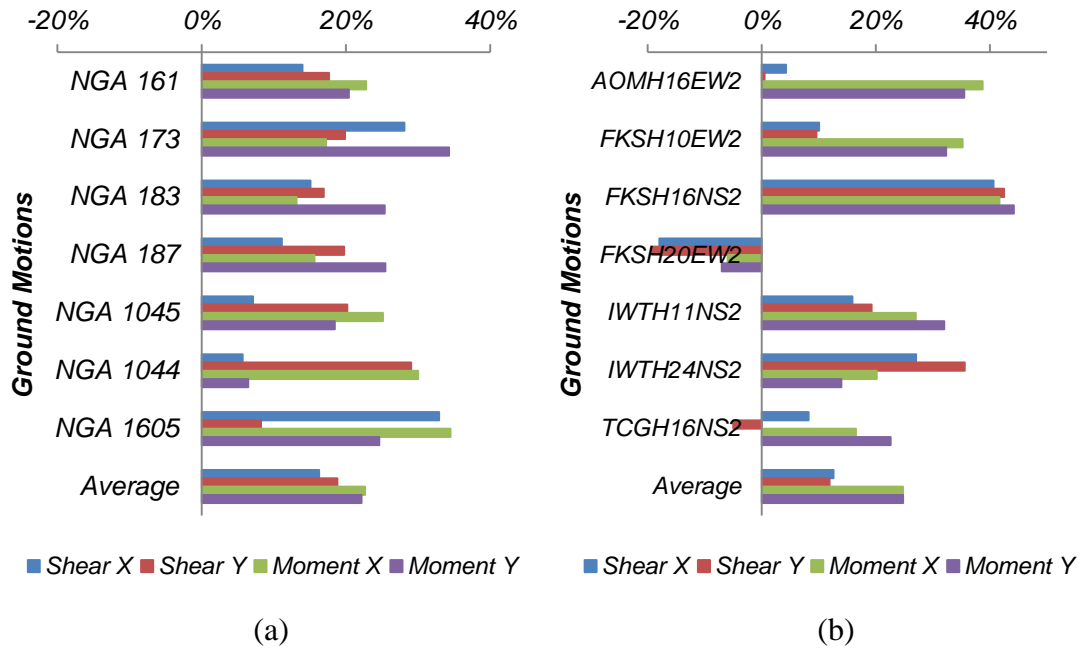 -20% 0% 20% 40%
NGA 161
NGA 173
NGA 183
NGA 187
NGA 1045
NGA 1044
NGA 1605
Average
Ground Motions
Shear X Shear Y Moment X Moment Y
(a)
-20% 0% 20% 40%
AOMH16EW2
FKSH10EW2
FKSH16NS2
FKSH20EW2
IWTH11NS2
IWTH24NS2
TCGH16NS2
Average
Ground Motions
Shear X Shear Y Moment X Moment Y
(b)